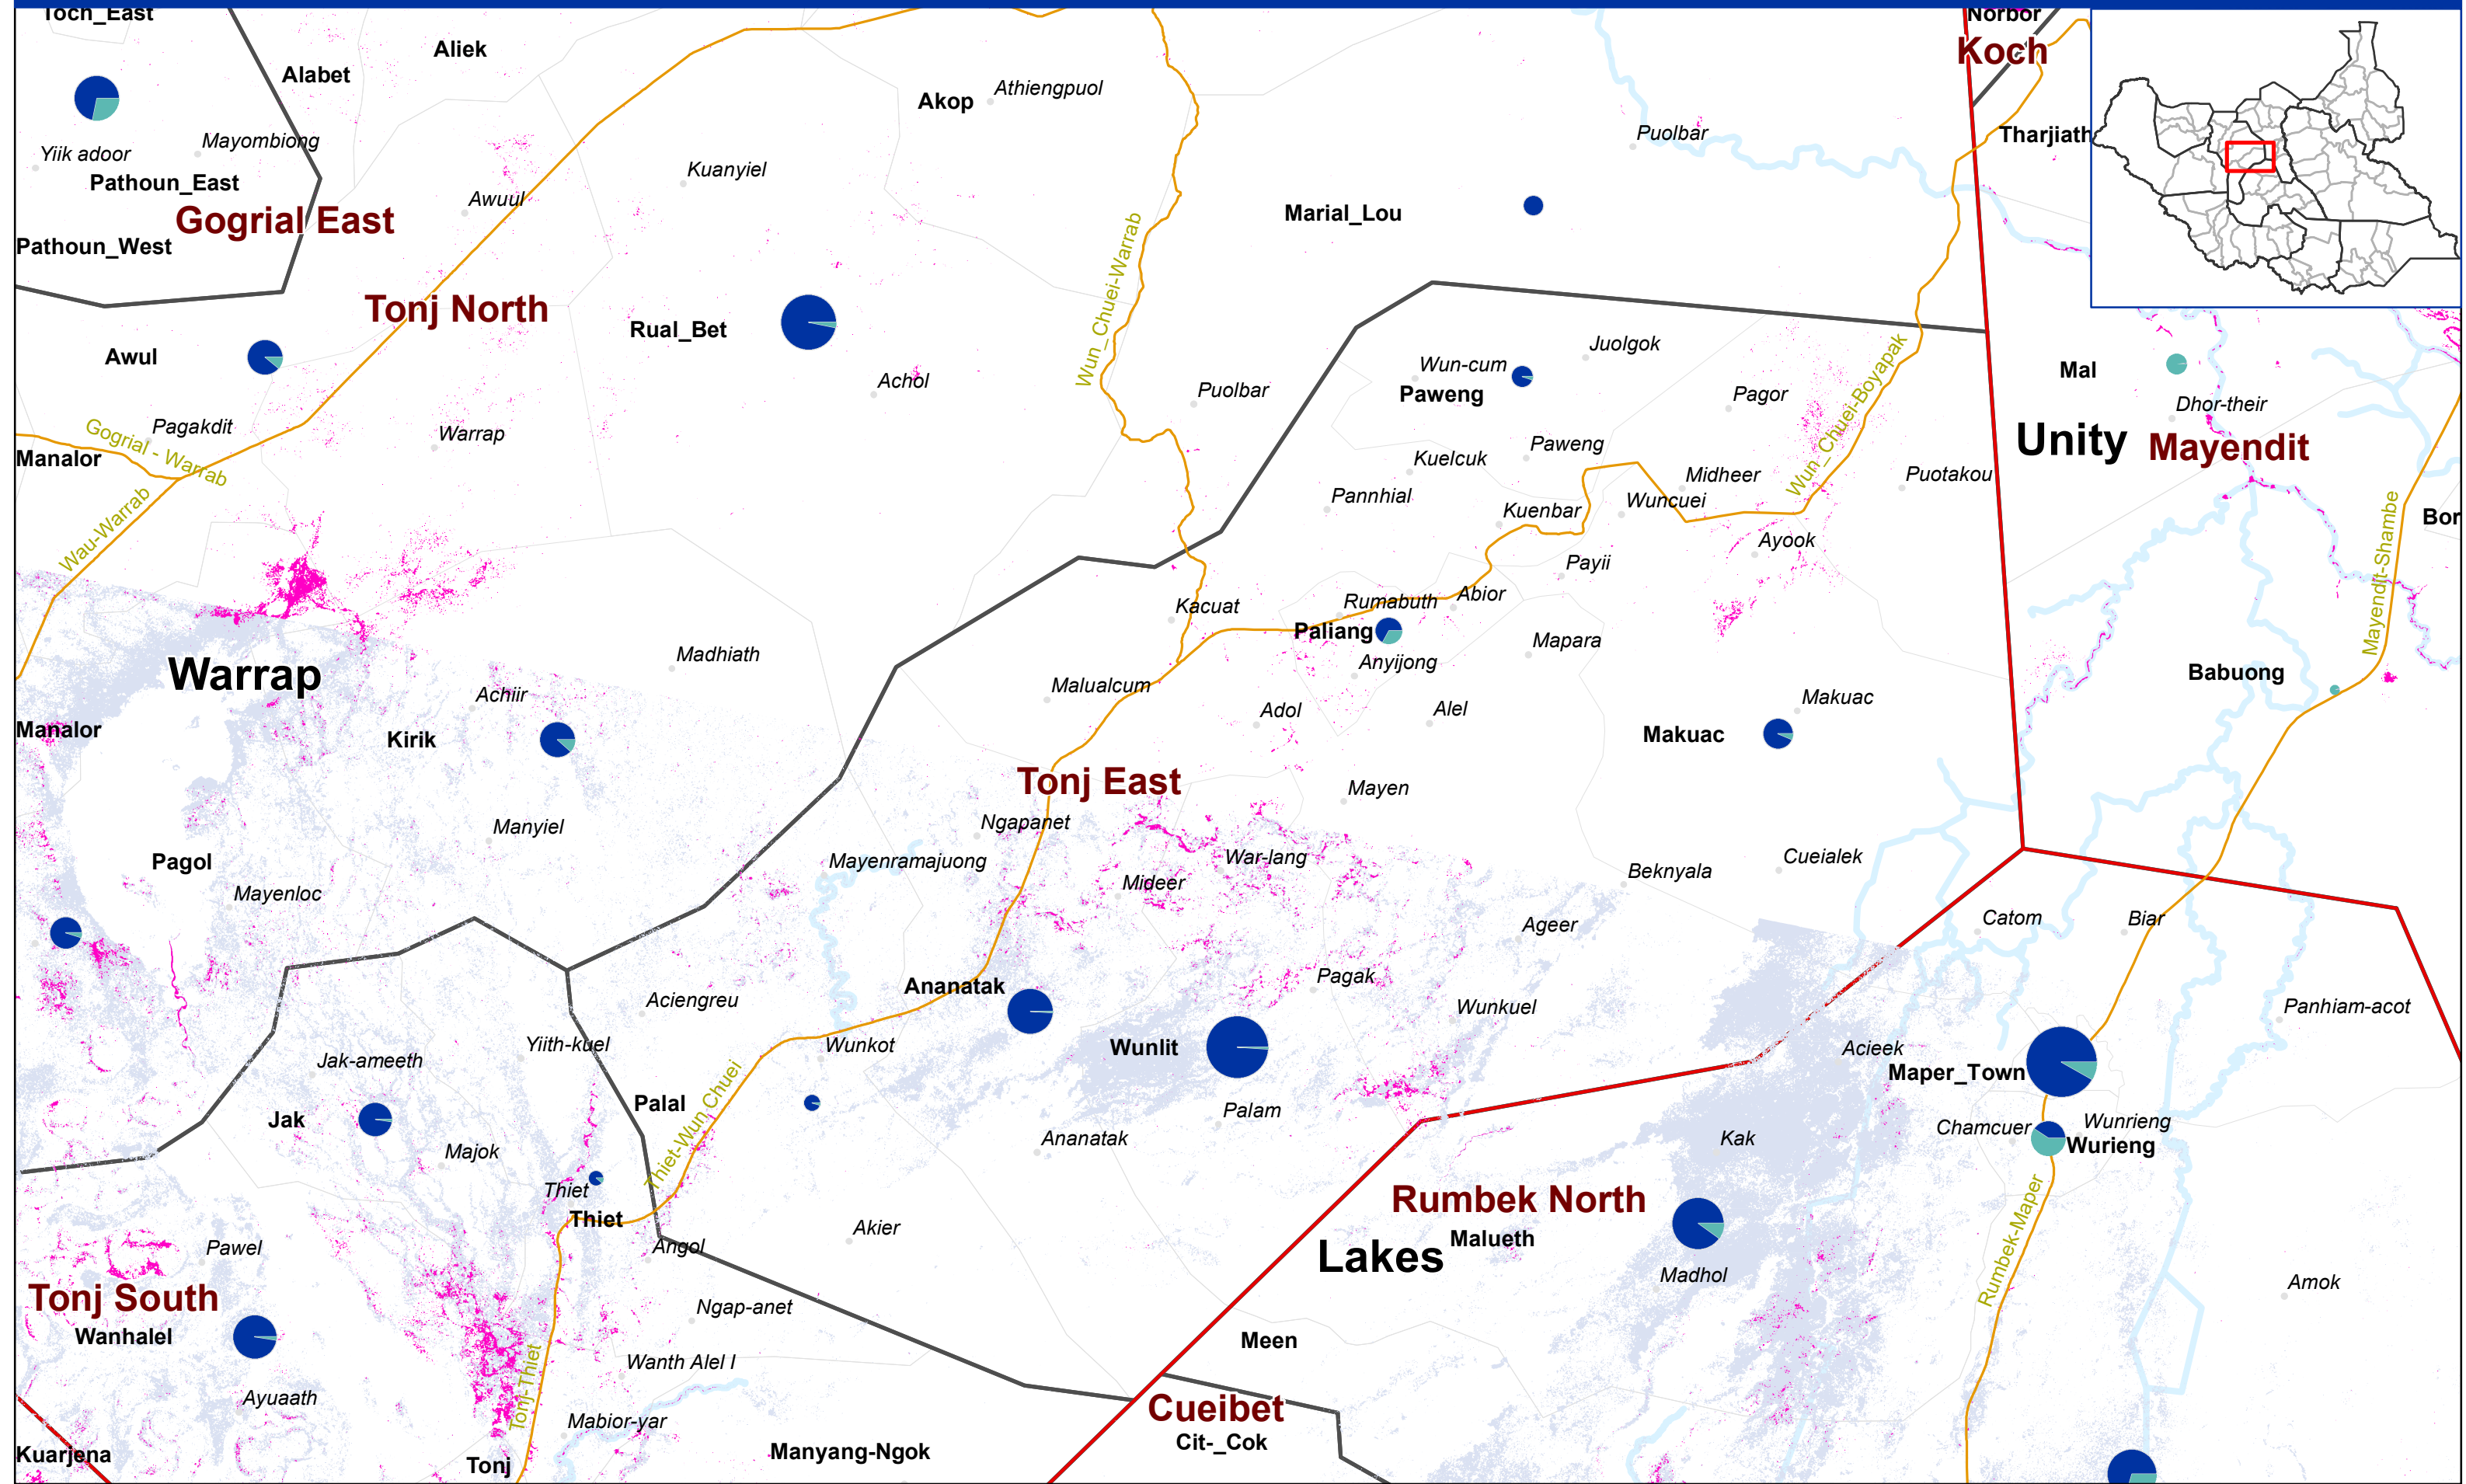 Toch_East
Norbor
Koch
Aliek
Alabet
Akop
Athiengpuol
Tharjiath
Puolbar
Mayombiong
Yiik adoor
Pathoun_East
Kuanyiel
Awuul
Gogrial East
Marial_Lou
Pathoun_West
Wun_Chuei-Warrab
Tonj North
Rual_Bet
Awul
Juolgok
Wun-cum
Paweng
Mal
Achol
Puolbar
Pagor
Wun_Chuei-Boyapak
Dhor-their
Pagakdit
Gogrial - Warrab
Warrap
Unity
Mayendit
Manalor
Paweng
Kuelcuk
Midheer
Puotakou
Pannhial
Wuncuei
Kuenbar
Bor
Wau-Warrab
Ayook
Payii
Mayendit-Shambe
Abior
Rumabuth
Kacuat
Paliang
Mapara
Madhiath
Anyijong
Warrap
Babuong
Malualcum
Achiir
Makuac
Adol
Alel
Manalor
Kirik
Makuac
Tonj East
Mayen
Ngapanet
Manyiel
Pagol
Mayenramajuong
War-lang
Cueialek
Beknyala
Mideer
Mayenloc
Catom
Biar
Ageer
Pagak
Ananatak
Aciengreu
Wunkuel
Panhiam-acot
Yiith-kuel
Wunkot
Wunlit
Acieek
Jak-ameeth
Maper_Town
Palal
Thiet-Wun Chuei
Palam
Jak
Wunrieng
Chamcuer
Ananatak
Kak
Wurieng
Majok
Thiet
Rumbek North
Thiet
Akier
Malueth
Rumbek-Maper
Pawel
Angol
Lakes
Madhol
Amok
Tonj South
Ngap-anet
Wanhalel
Meen
Wanth Alel I
Tonj-Thiet
Ayuaath
Cueibet
Mabior-yar
Cit-_Cok
Manyang-Ngok
Kuarjena
Tonj